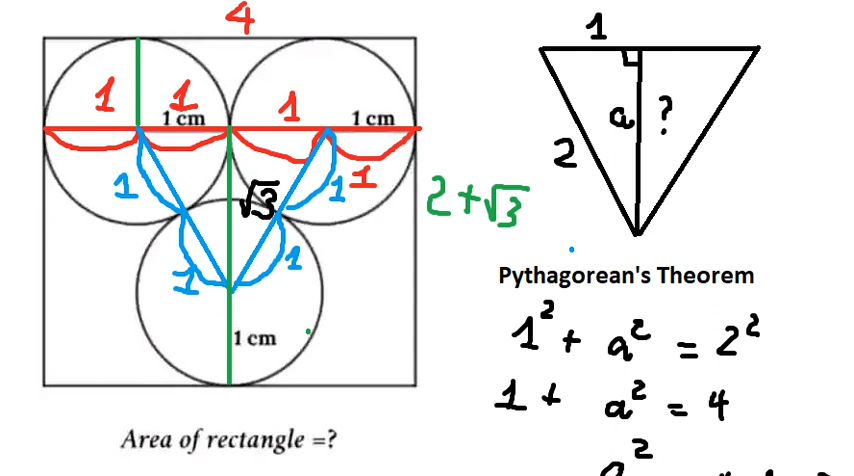 4
1
1
1
1
1 cm
1 cm
1
1
√3
1
1
2+√3
1 cm
Area of rectangle =?
1
a
?
2
Pythagorean's Theorem
1² + a² = 2²
1 + a² = 4
a²